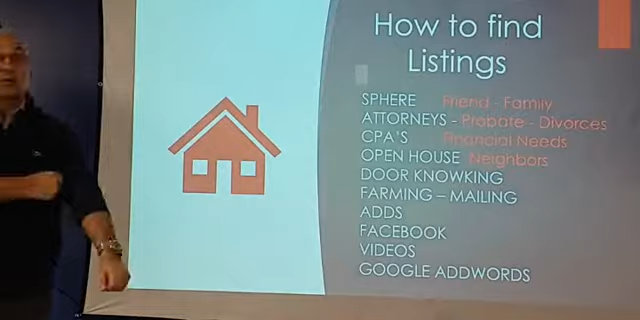 How to find
Listings
SPHERE Friend - Family
ATTORNEYS - Probate - Divorces
CPA'S Financial Needs
OPEN HOUSE Neighbors
DOOR KNOWKING
FARMING – MAILING
ADDS
FACEBOOK
VIDEOS
GOOGLE ADDWORDS